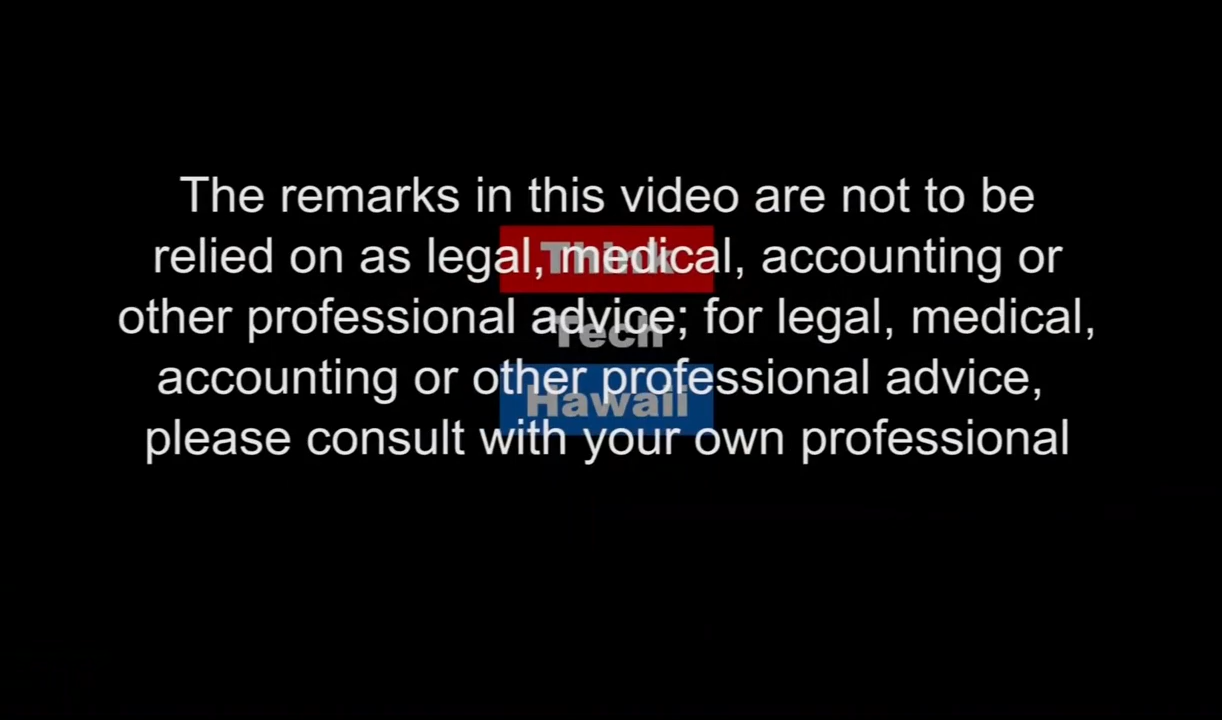 The remarks in this video are not to be
relied on as legal, medical, accounting or
other professional advice; for legal, medical,
accounting or other professional advice,
please consult with your own professional
Think
Tech
Hawaii